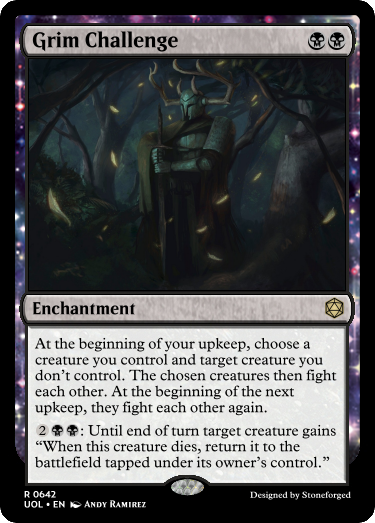 Grim Challenge
Enchantment
At the beginning of your upkeep, choose a
creature you control and target creature you
don't control. The chosen creatures then fight
each other. At the beginning of the next
upkeep, they fight each other again.
2 : Until end of turn target creature gains
“When this creature dies, return it to the
battlefield tapped under its owner's control.”
R 0642
UOL • EN ANDY RAMIREZ
Designed by Stoneforged